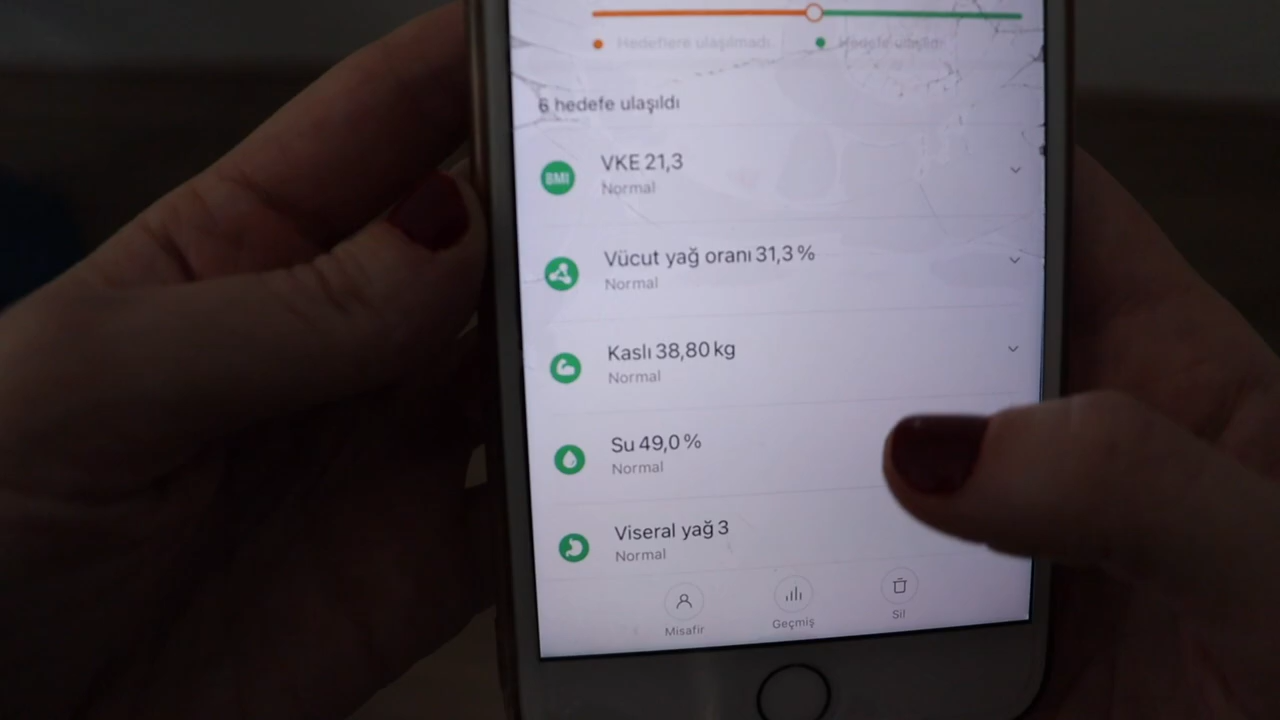 Hedeflere ulaşılmadı
Hedefe ulaşıldı
6 hedefe ulaşıldı
BMI
VKE 21,3
Normal
Vücut yağ oranı 31,3 %
Normal
Kaslı 38,80 kg
Normal
Su 49,0 %
Normal
Viseral yağ 3
Normal
Misafir
Geçmiş
Sil